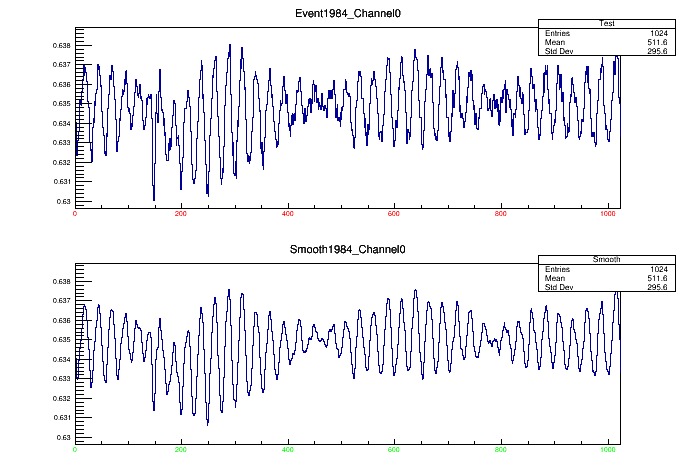 Event1984_Channel0
Test
Entries 1024
Mean 511.6
Std Dev 295.6
0.638
0.637
0.636
0.635
0.634
0.633
0.632
0.631
0.63
0 200 400 600 800 1000
Smooth1984_Channel0
Smooth
Entries 1024
Mean 511.6
Std Dev 295.6
0.638
0.637
0.636
0.635
0.634
0.633
0.632
0.631
0.63
0 200 400 600 800 1000